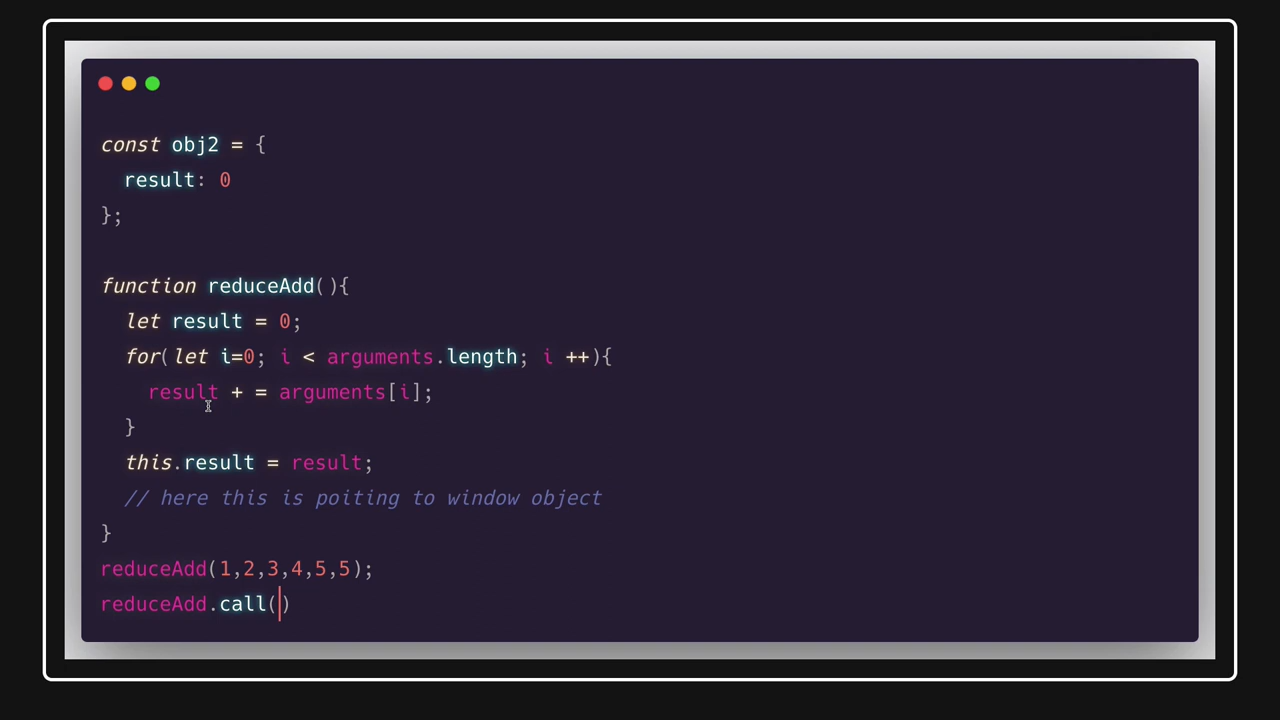 const obj2 = {
  result: 0
};
function reduceAdd(){
  let result = 0;
  for(let i=0; i < arguments.length; i ++){
    result + = arguments[i];
  }
  this.result = result;
  // here this is poiting to window object
}
reduceAdd(1,2,3,4,5,5);
reduceAdd.call()